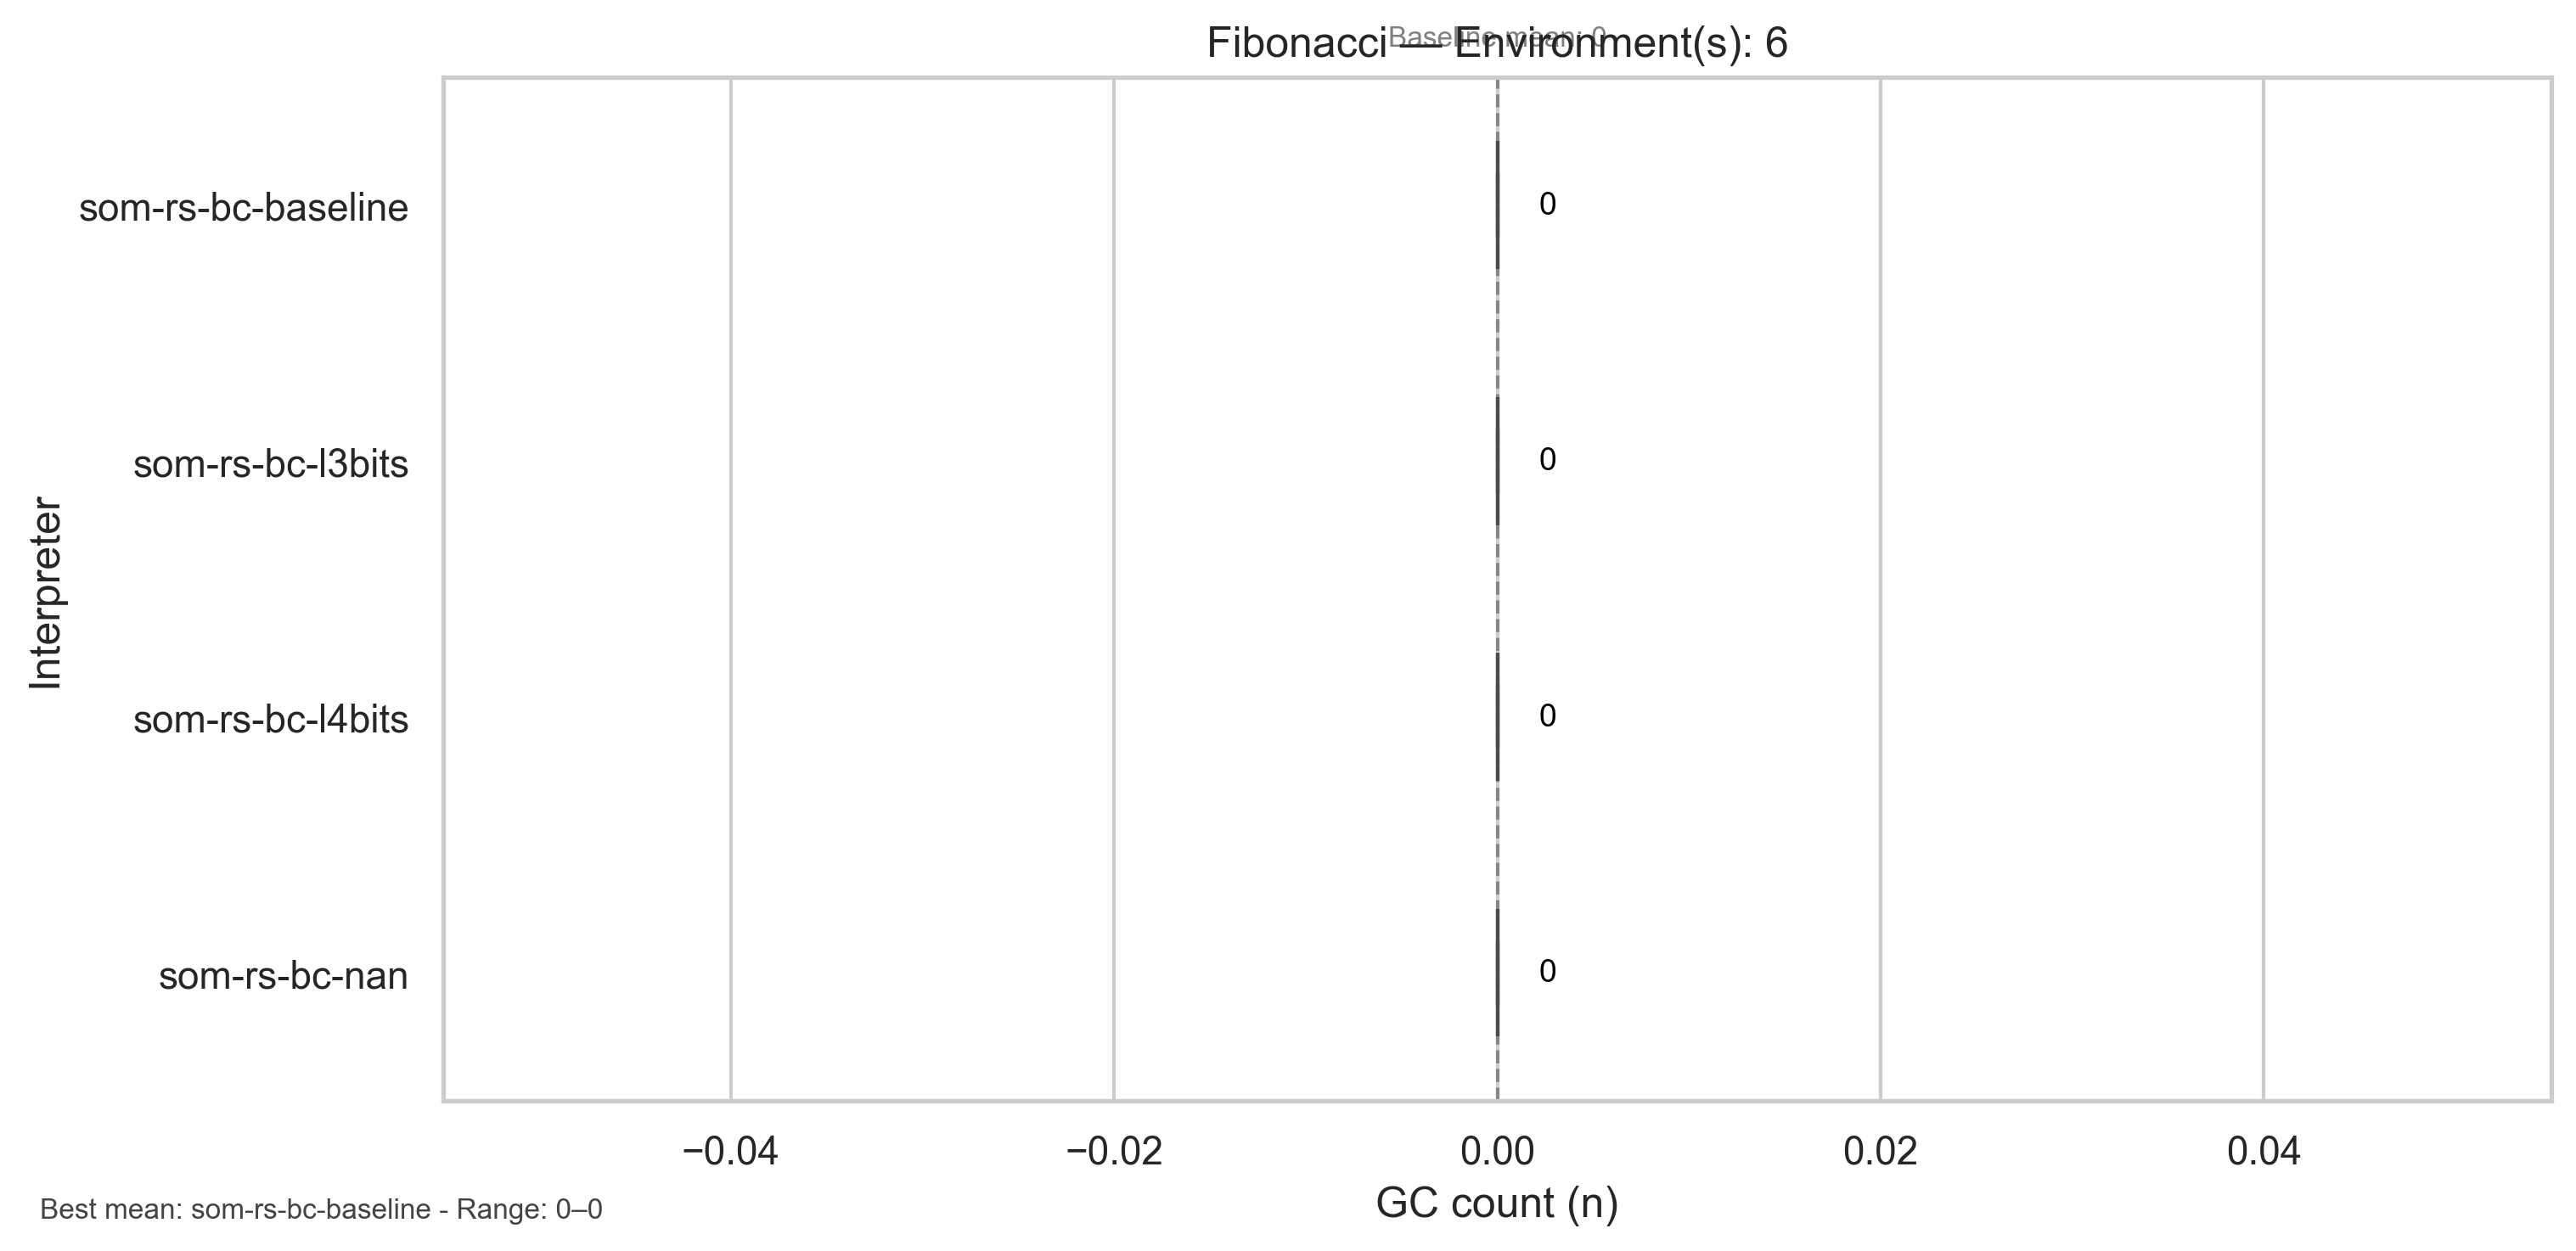 Baseline mean: 0
Fibonacci — Environment(s): 6
Interpreter
som-rs-bc-baseline
0
som-rs-bc-l3bits
0
som-rs-bc-l4bits
0
som-rs-bc-nan
0
−0.04 −0.02 0.00 0.02 0.04
GC count (n)
Best mean: som-rs-bc-baseline - Range: 0–0